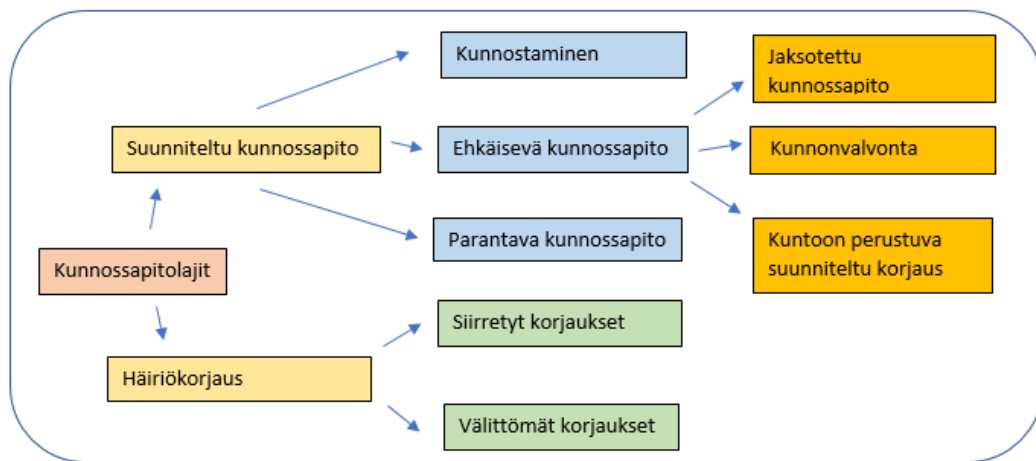 Kunnostaminen
Jaksotettu
kunnossapito
Suunniteltu kunnossapito
Ehkäisevä kunnossapito
Kunnonvalvonta
Parantava kunnossapito
Kuntoon perustuva
suunniteltu korjaus
Kunnossapitolajit
Siirretyt korjaukset
Häiriökorjaus
Välittömät korjaukset